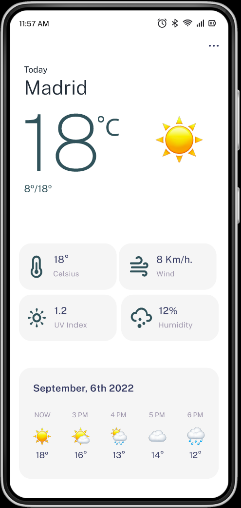 11:57 AM
Today
Madrid
18°C
8°/18°
18°
Calsius
8 Km/h.
Wind
1.2
UV Index
12%
Humidity
September, 6th 2022
NOW 3 PM 4 PM 5 PM 6 PM
18° 16° 13° 14° 12°